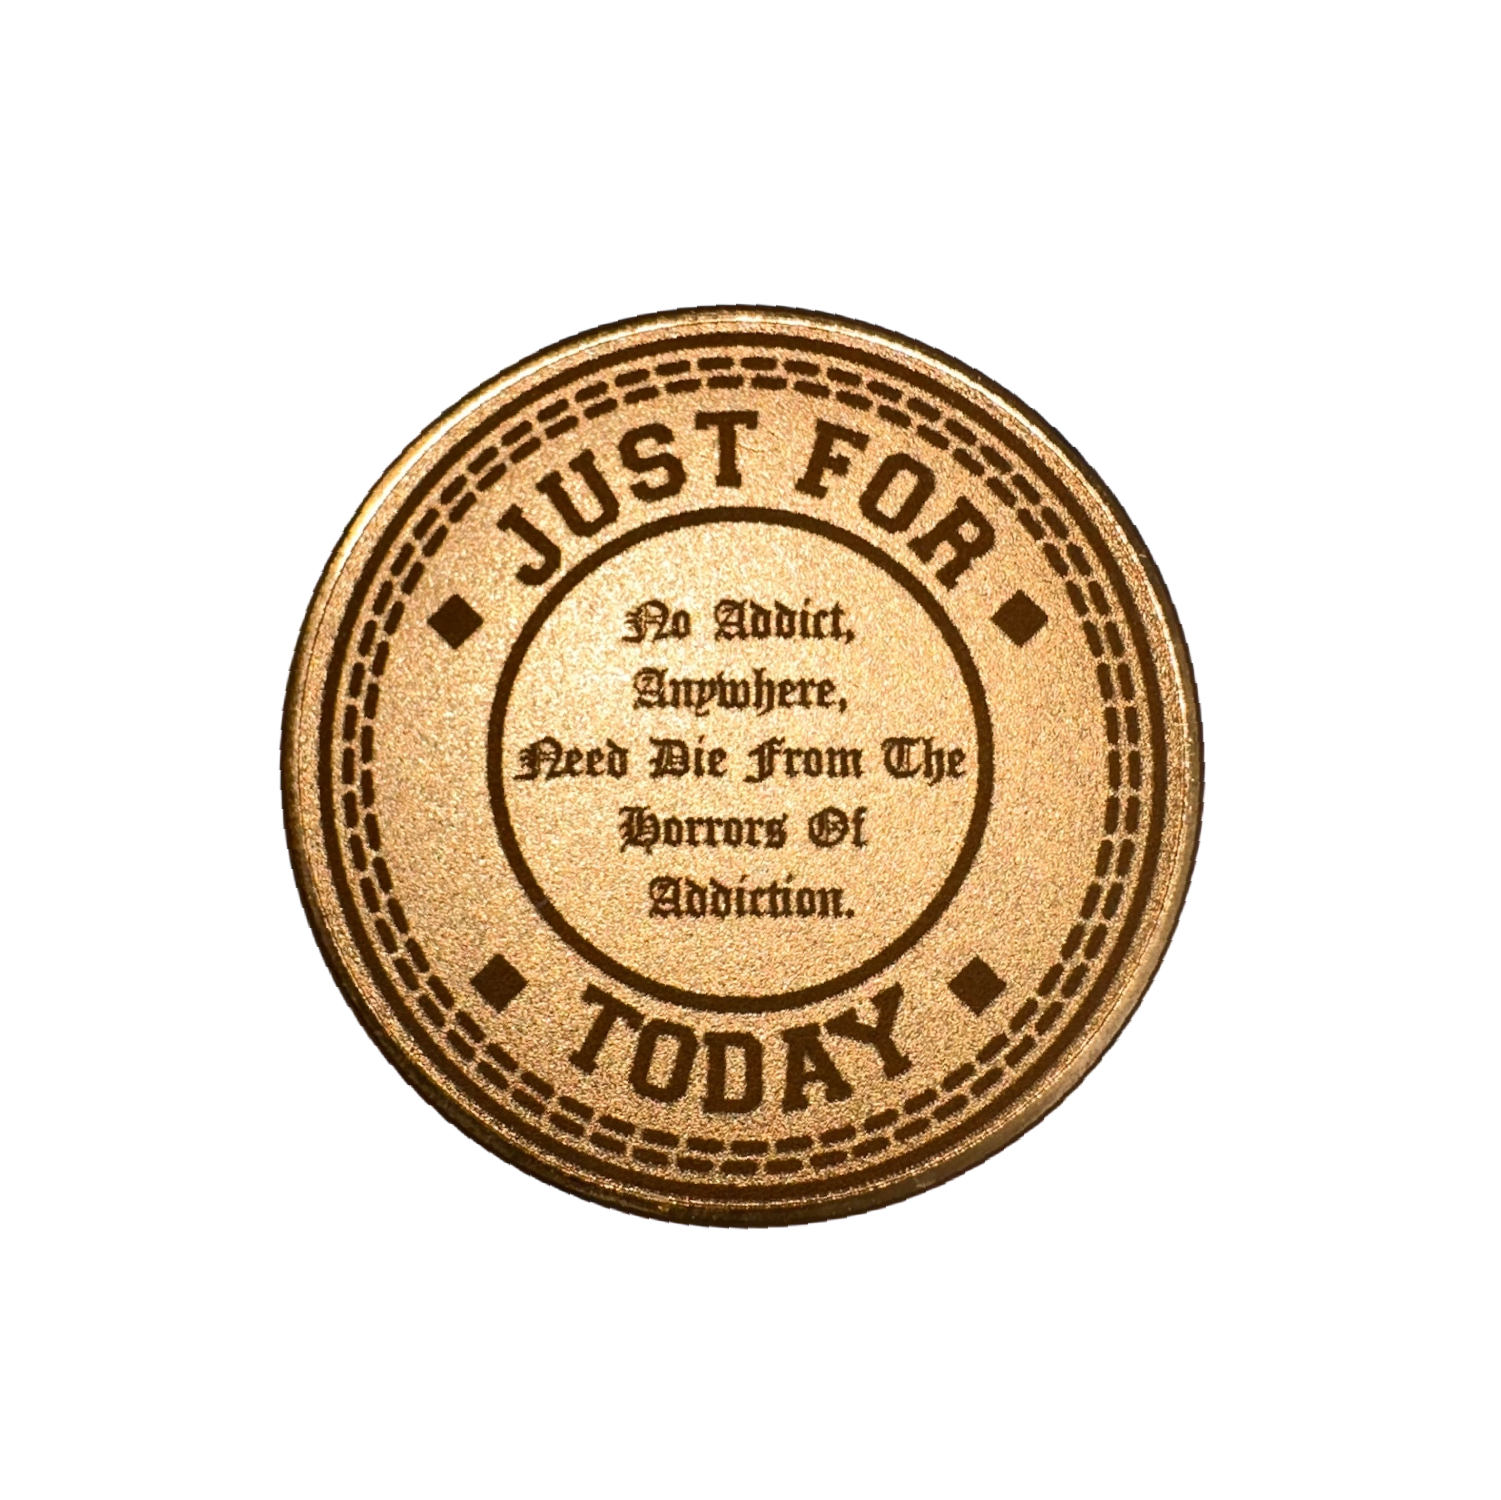 JUST FOR
No Addict,
Anywhere,
Need Die From The
Horrors Of
Addiction.
TODAY